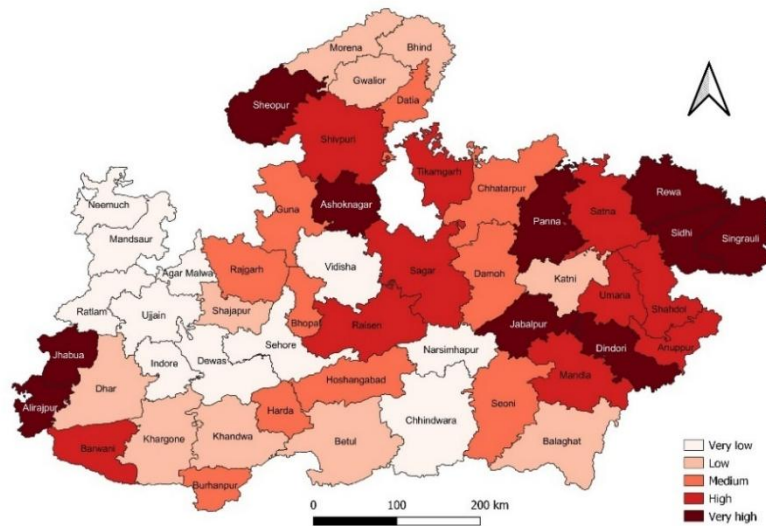 Morena
Bhind
Gwalior
Sheopur
Datia
Shivpuri
Tikamgarh
Chhatarpur
Rewa
Neemuch
Guna
Ashoknagar
Panna
Satna
Sidhi
Singrauli
Mandsaur
Agar Malwa
Rajgarh
Vidisha
Sagar
Damoh
Katni
Umaria
Shahdol
Ratlam
Ujjain
Shajapur
Bhopal
Raisen
Jabalpur
Jhabua
Indore
Dewas
Sehore
Narsimhapur
Dindori
Anuppur
Alirajpur
Dhar
Hoshangabad
Mandla
Barwani
Khargone
Khandwa
Harda
Betul
Chhindwara
Seoni
Balaghat
Burhanpur
Very low
Low
Medium
High
Very high
0 100 200 km